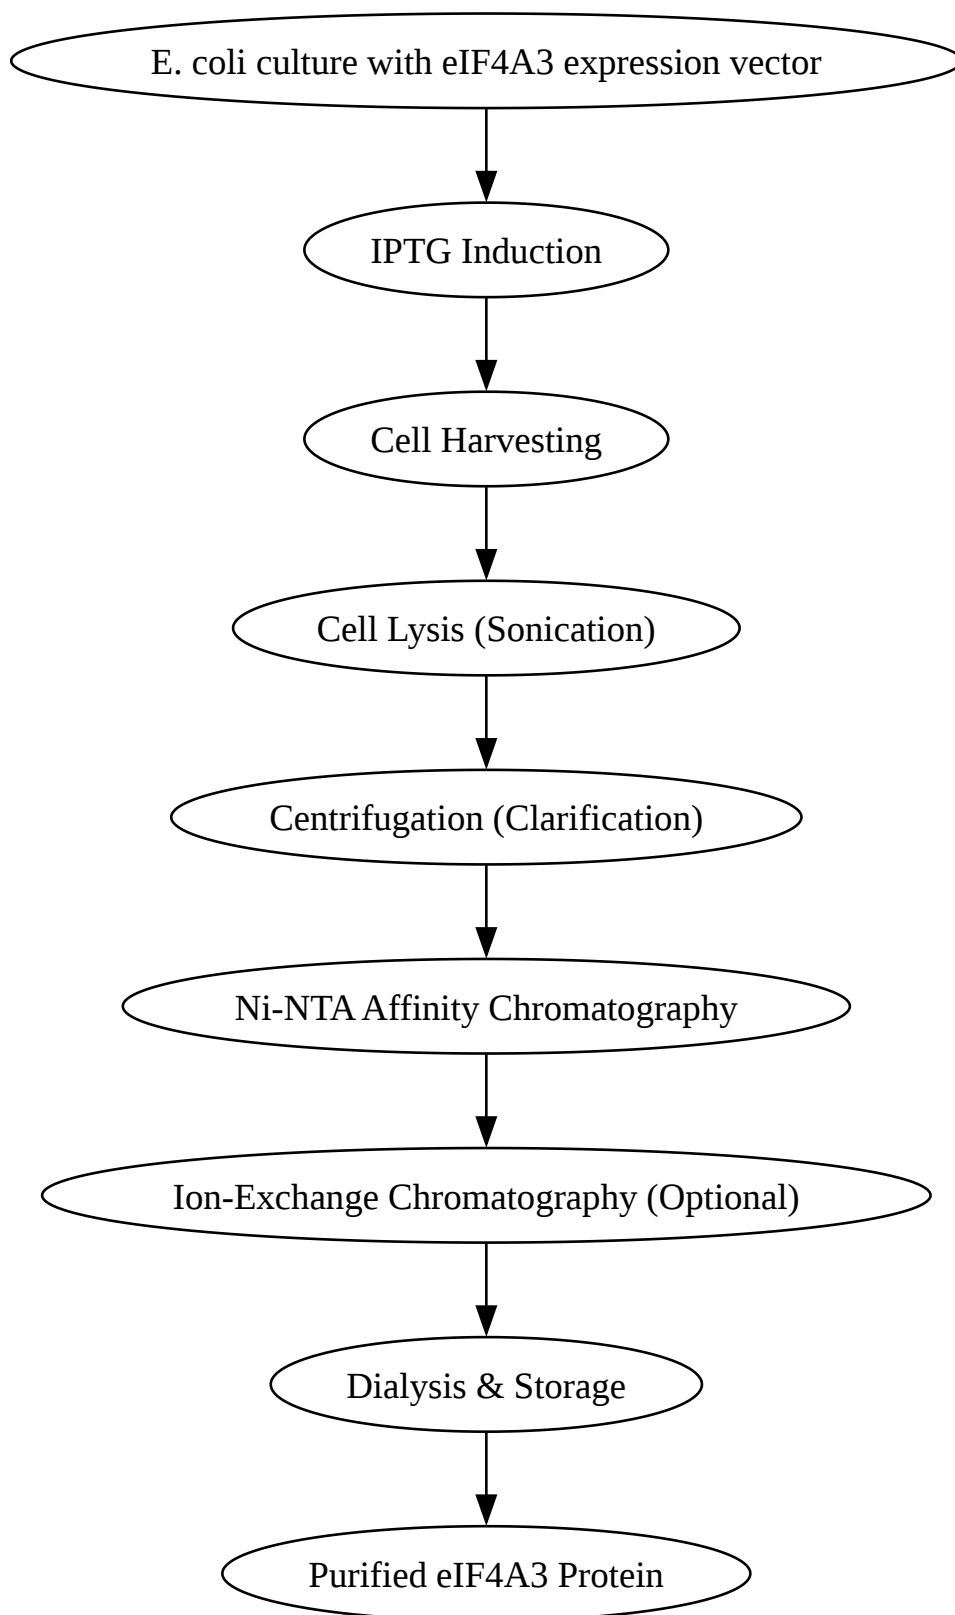 E. coli culture with eIF4A3 expression vector
IPTG Induction
Cell Harvesting
Cell Lysis (Sonication)
Centrifugation (Clarification)
Ni-NTA Affinity Chromatography
Ion-Exchange Chromatography (Optional)
Dialysis & Storage
Purified eIF4A3 Protein